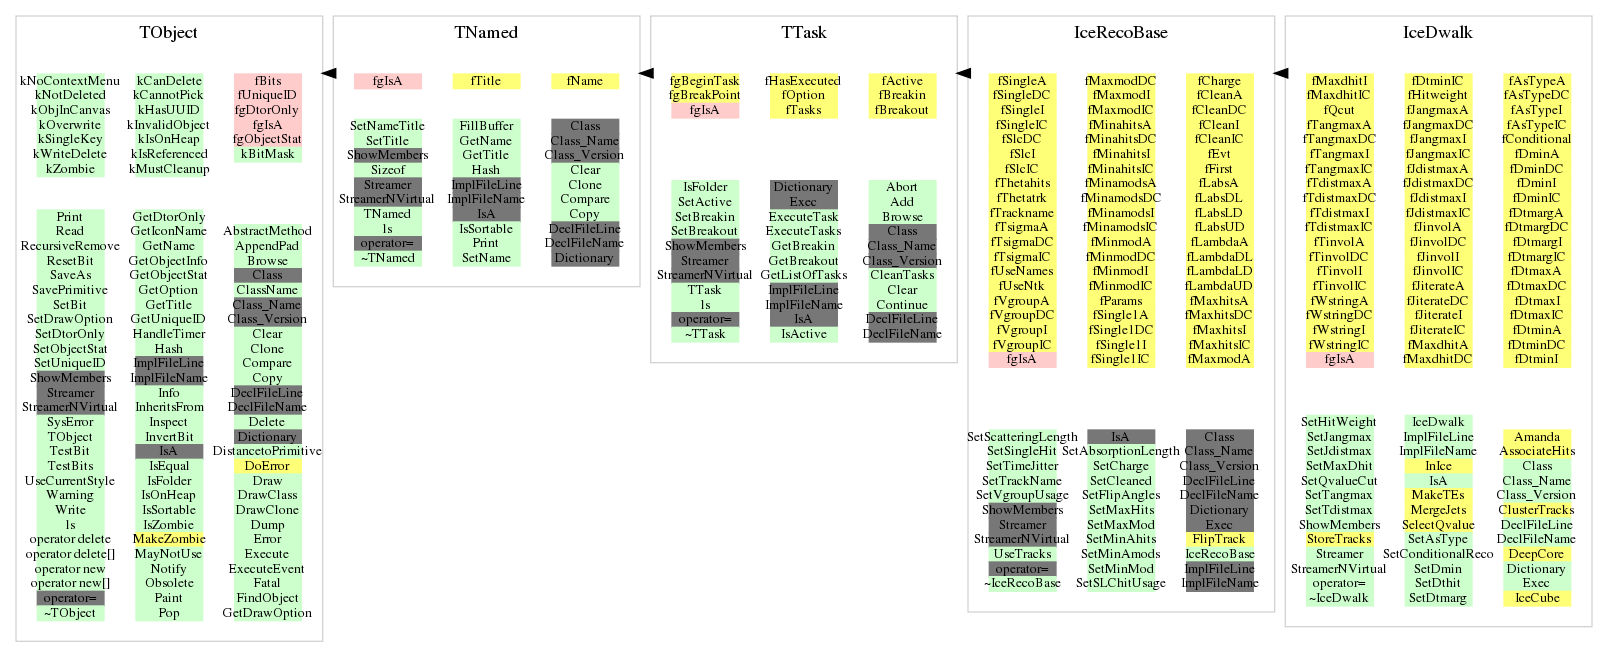 TObject
kNoContextMenu kCanDelete fBits
kNotDeleted kCannotPick fUniqueID
kObjInCanvas kHasUUID fgDtorOnly
kOverwrite kInvalidObject fgIsA
kSingleKey kIsOnHeap fgObjectStat
kWriteDelete kIsReferenced kBitMask
kZombie kMustCleanup
Print GetDtorOnly
Read GetIconName AbstractMethod
RecursiveRemove GetName AppendPad
ResetBit GetObjectInfo Browse
SaveAs GetObjectStat Class
SavePrimitive GetOption ClassName
SetBit GetTitle Class_Name
SetDrawOption GetUniqueID Class_Version
SetDtorOnly HandleTimer Clear
SetObjectStat Hash Clone
SetUniqueID ImplFileLine Compare
ShowMembers ImplFileName Copy
Streamer Info DeclFileLine
StreamerNVirtual InheritsFrom DeclFileName
SysError Inspect Delete
TObject InvertBit Dictionary
TestBit IsA DistancetoPrimitive
TestBits IsEqual DoError
UseCurrentStyle IsFolder Draw
Warning IsOnHeap DrawClass
Write IsSortable DrawClone
ls IsZombie Dump
operator delete MakeZombie Error
operator delete[] MayNotUse Execute
operator new Notify ExecuteEvent
operator new[] Obsolete Fatal
operator= Paint FindObject
~TObject Pop GetDrawOption
TNamed
fgIsA fTitle fName
SetNameTitle FillBuffer Class
SetTitle GetName Class_Name
ShowMembers GetTitle Class_Version
Sizeof Hash Clear
Streamer ImplFileLine Clone
StreamerNVirtual ImplFileName Compare
TNamed IsA Copy
ls IsSortable DeclFileLine
operator= Print DeclFileName
~TNamed SetName Dictionary
TTask
fgBeginTask fHasExecuted fActive
fgBreakPoint fOption fBreakin
fgIsA fTasks fBreakout
IsFolder Dictionary Abort
SetActive Exec Add
SetBreakin ExecuteTask Browse
SetBreakout ExecuteTasks Class
ShowMembers GetBreakin Class_Name
Streamer GetBreakout Class_Version
StreamerNVirtual GetListOfTasks CleanTasks
TTask ImplFileLine Clear
ls ImplFileName Continue
operator= IsA DeclFileLine
~TTask IsActive DeclFileName
IceRecoBase
fSingleA fMaxmodDC fCharge
fSingleDC fMaxmodI fCleanA
fSingleI fMaxmodIC fCleanDC
fSingleIC fMinahitsA fCleanI
fSlcDC fMinahitsDC fCleanIC
fSlcI fMinahitsI fEvt
fSlcIC fMinahitsIC fFirst
fThetahits fMinamodsA fLabsA
fThetatrk fMinamodsDC fLabsDL
fTrackname fMinamodsI fLabsLD
fTsigmaA fMinamodsIC fLabsUD
fTsigmaDC fMinmodA fLambdaA
fTsigmaIC fMinmodDC fLambdaDL
fUseNames fMinmodI fLambdaLD
fUseNtk fMinmodIC fLambdaUD
fVgroupA fParams fMaxhitsA
fVgroupDC fSingle1A fMaxhitsDC
fVgroupI fSingle1DC fMaxhitsI
fVgroupIC fSingle1I fMaxhitsIC
fgIsA fSingle1IC fMaxmodA
SetScatteringLength IsA Class
SetSingleHit SetAbsorptionLength Class_Name
SetTimeJitter SetCharge Class_Version
SetTrackName SetCleaned DeclFileLine
SetVgroupUsage SetFlipAngles DeclFileName
ShowMembers SetMaxHits Dictionary
Streamer SetMaxMod Exec
StreamerNVirtual SetMinAhits FlipTrack
UseTracks SetMinAmods IceRecoBase
operator= SetMinMod ImplFileLine
~IceRecoBase SetSLChitUsage ImplFileName
IceDwalk
fMaxdhitI fDtminIC fAsTypeA
fMaxdhitIC fHitweight fAsTypeDC
fQcut fJangmaxA fAsTypeI
fTangmaxA fJangmaxDC fAsTypeIC
fTangmaxDC fJangmaxI fConditional
fTangmaxI fJangmaxIC fDminA
fTangmaxIC fJdistmaxA fDminDC
fTdistmaxA fJdistmaxDC fDminI
fTdistmaxDC fJdistmaxI fDminIC
fTdistmaxI fJdistmaxIC fDtmargA
fTdistmaxIC fJinvolA fDtmargDC
fTinvolA fJinvolDC fDtmargI
fTinvolDC fJinvolI fDtmargIC
fTinvolI fJinvolIC fDtmaxA
fTinvolIC fJiterateA fDtmaxDC
fWstringA fJiterateDC fDtmaxI
fWstringDC fJiterateI fDtmaxIC
fWstringI fJiterateIC fDtminA
fWstringIC fMaxdhitA fDtminDC
fgIsA fMaxdhitDC fDtminI
SetHitWeight IceDwalk
SetJangmax ImplFileLine Amanda
SetJdistmax ImplFileName AssociateHits
SetMaxDhit InIce Class
SetQvalueCut IsA Class_Name
SetTangmax MakeTEs Class_Version
SetTdistmax MergeJets ClusterTracks
ShowMembers SelectQvalue DeclFileLine
StoreTracks SetAsType DeclFileName
Streamer SetConditionalReco DeepCore
StreamerNVirtual SetDmin Dictionary
operator= SetDthit Exec
~IceDwalk SetDtmarg IceCube